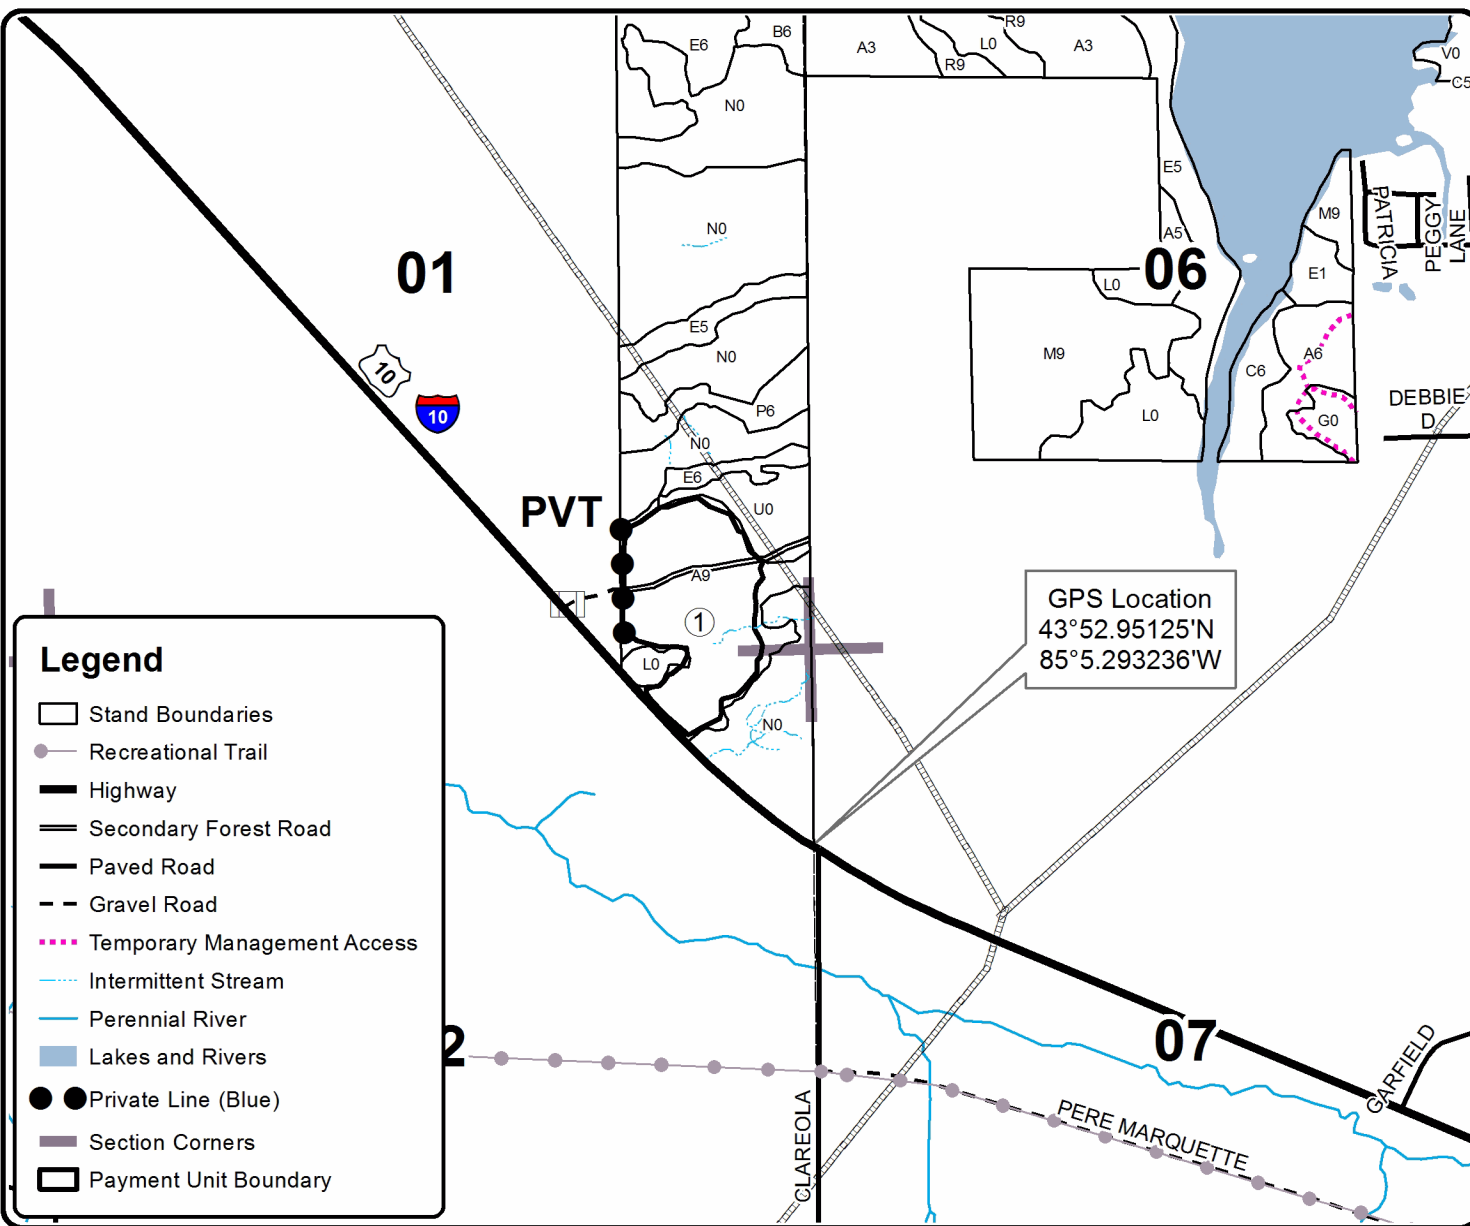 R9
B6
E6
A3
L0
A3
V0
R9
C5
N0
E5
M9
PATRICIA
PEGGY
LANE
N0
A5
01
06
E1
L0
E5
N0
M9
A6
10
C6
DEBBIE
D
10
P6
L0
G0
N0
E6
PVT
U0
A9
1
L0
N0
GPS Location
43°52.95125'N
85°5.293236'W
Legend
Stand Boundaries
Recreational Trail
Highway
Secondary Forest Road
Paved Road
Gravel Road
Temporary Management Access
Intermittent Stream
Perennial River
Lakes and Rivers
Private Line (Blue)
Section Corners
Payment Unit Boundary
2
07
GARFIELD
CLAREOLA
PERE MARQUETTE